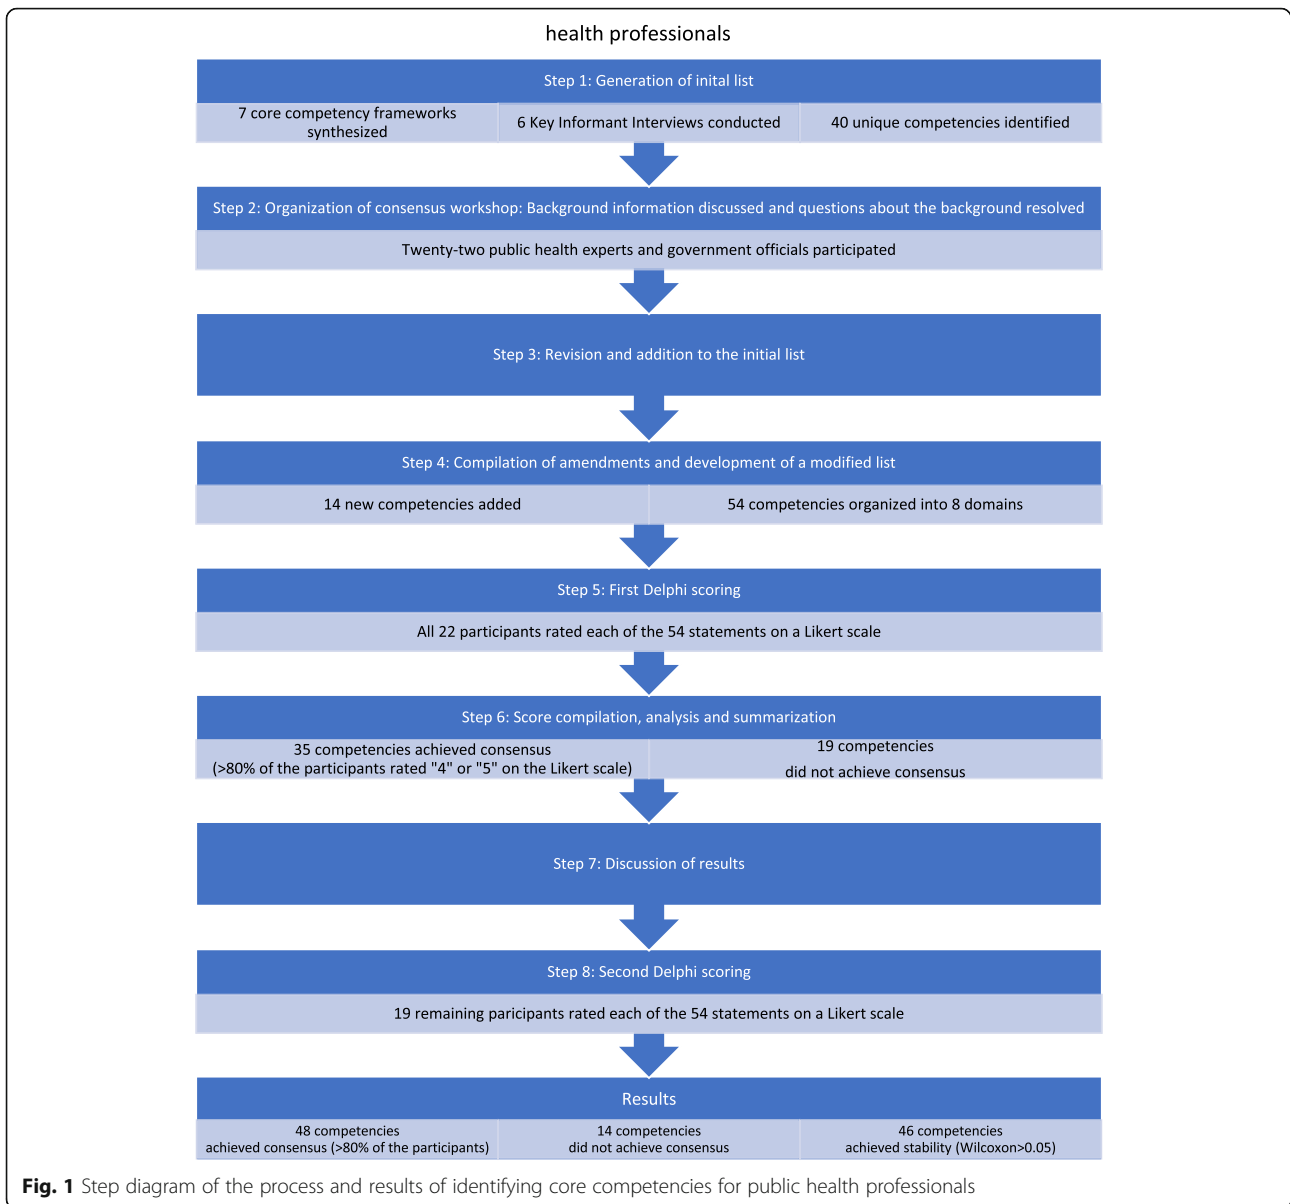 health professionals
Step 1: Generation of inital list
7 core competency frameworks
synthesized
6 Key Informant Interviews conducted
40 unique competencies identified
Step 2: Organization of consensus workshop: Background information discussed and questions about the background resolved
Twenty-two public health experts and government officials participated
Step 3: Revision and addition to the initial list
Step 4: Compilation of amendments and development of a modified list
14 new competencies added
54 competencies organized into 8 domains
Step 5: First Delphi scoring
All 22 participants rated each of the 54 statements on a Likert scale
Step 6: Score compilation, analysis and summarization
35 competencies achieved consensus
(>80% of the participants rated "4" or "5" on the Likert scale)
19 competencies
did not achieve consensus
Step 7: Discussion of results
Step 8: Second Delphi scoring
19 remaining paricipants rated each of the 54 statements on a Likert scale
Results
48 competencies
achieved consensus (>80% of the participants)
14 competencies
did not achieve consensus
46 competencies
achieved stability (Wilcoxon>0.05)
Fig. 1 Step diagram of the process and results of identifying core competencies for public health professionals